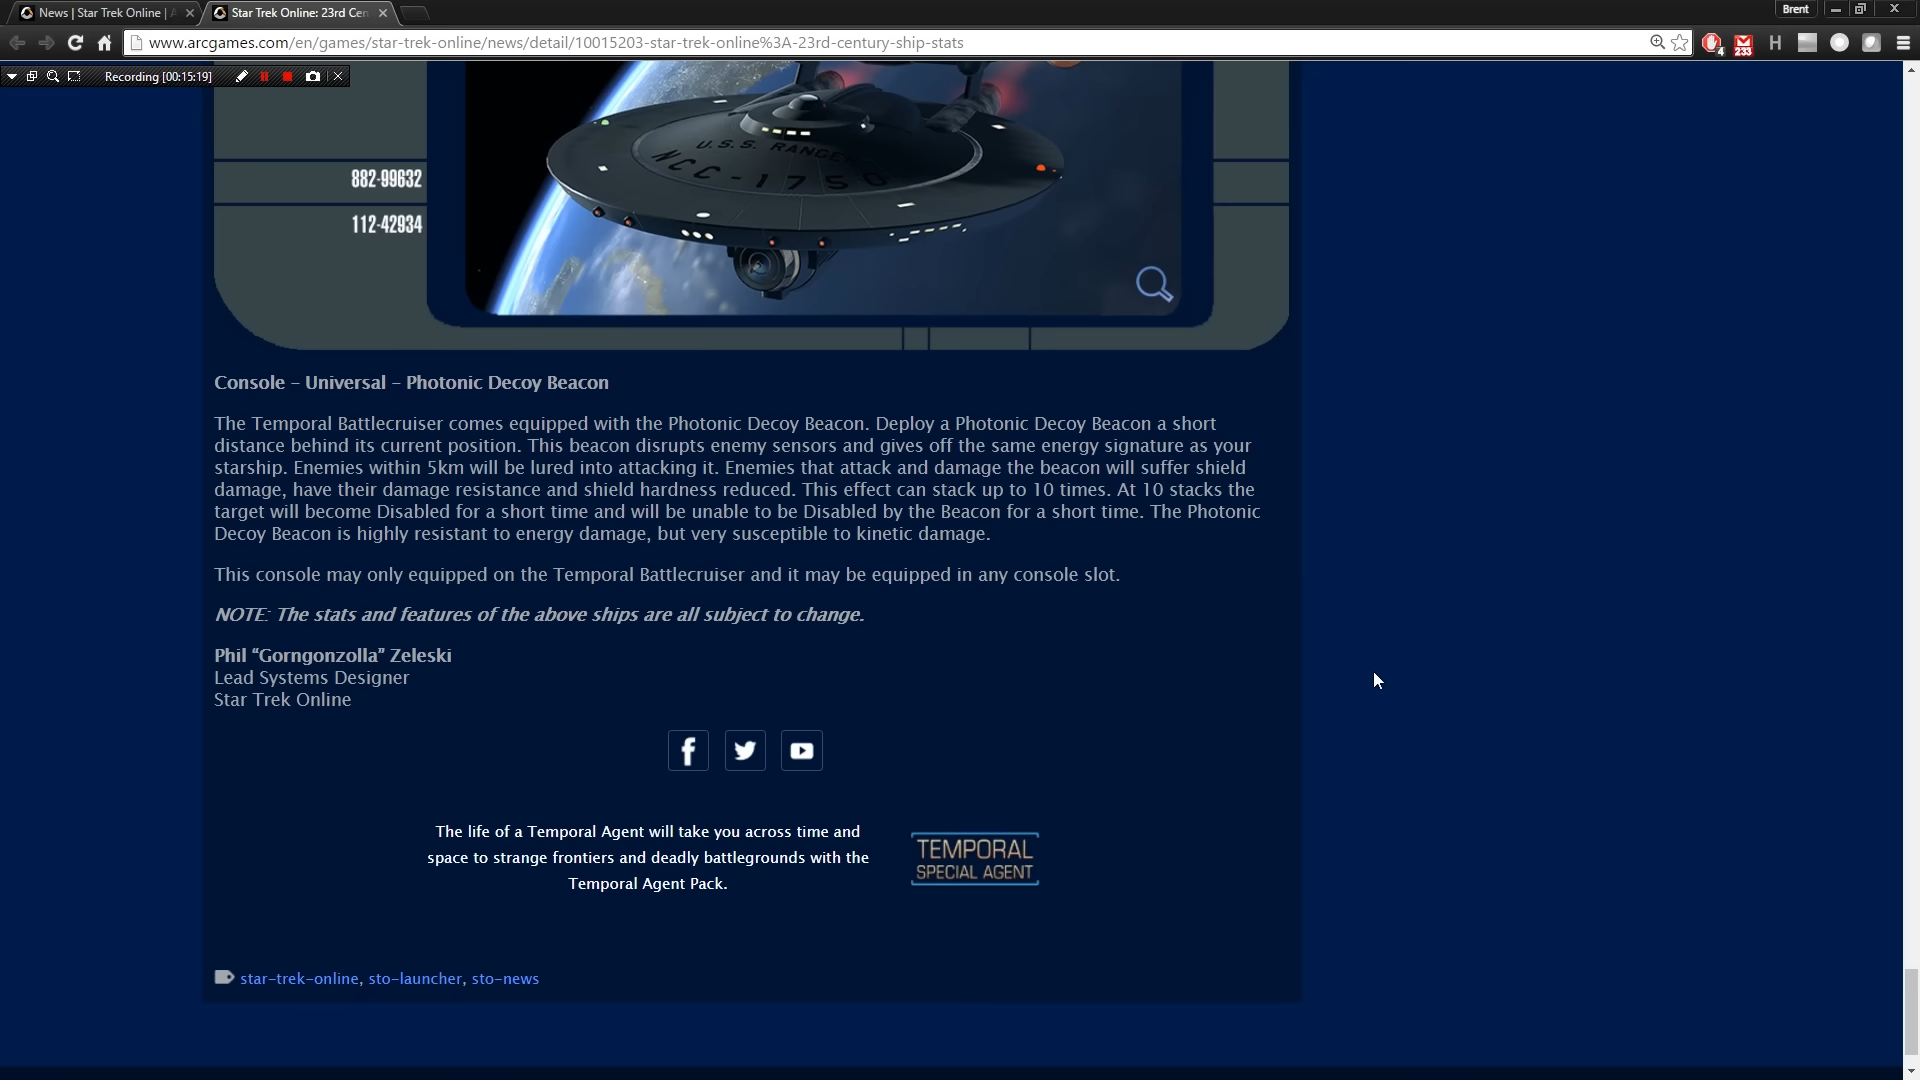 News | Star Trek Online |
Star Trek Online: 23rd Cen
Brent
www.arcgames.com/en/games/star-trek-online/news/detail/10015203-star-trek-online%3A-23rd-century-ship-stats
4
233
H
Recording [00:15:19]
U.S.S. RANGE
NCC-1750
882-99632
112-42934
Console – Universal – Photonic Decoy Beacon
The Temporal Battlecruiser comes equipped with the Photonic Decoy Beacon. Deploy a Photonic Decoy Beacon a short
distance behind its current position. This beacon disrupts enemy sensors and gives off the same energy signature as your
starship. Enemies within 5km will be lured into attacking it. Enemies that attack and damage the beacon will suffer shield
damage, have their damage resistance and shield hardness reduced. This effect can stack up to 10 times. At 10 stacks the
target will become Disabled for a short time and will be unable to be Disabled by the Beacon for a short time. The Photonic
Decoy Beacon is highly resistant to energy damage, but very susceptible to kinetic damage.
This console may only equipped on the Temporal Battlecruiser and it may be equipped in any console slot.
NOTE: The stats and features of the above ships are all subject to change.
Phil “Gorngonzolla” Zeleski
Lead Systems Designer
Star Trek Online
The life of a Temporal Agent will take you across time and
space to strange frontiers and deadly battlegrounds with the
Temporal Agent Pack.
TEMPORAL
SPECIAL AGENT
star-trek-online, sto-launcher, sto-news